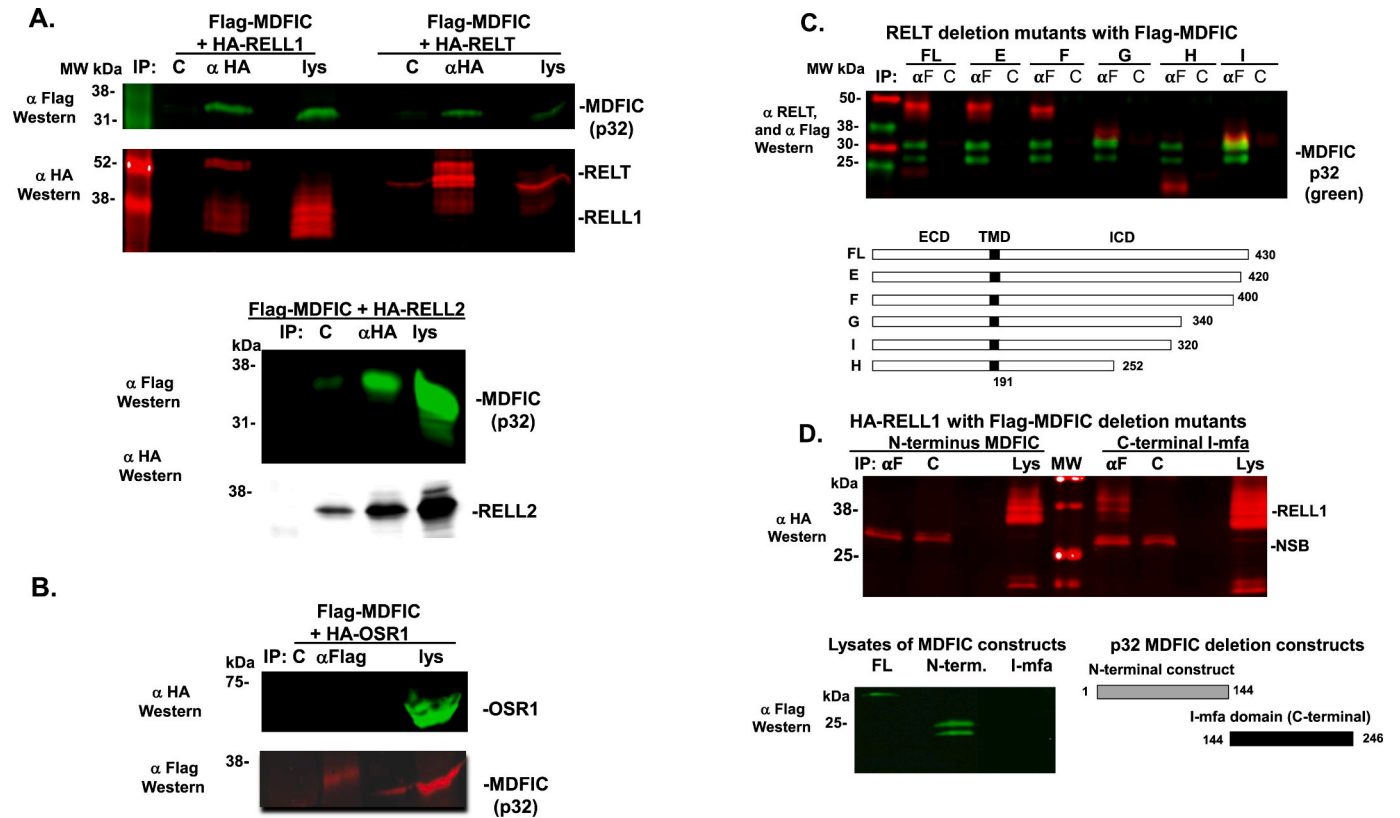 A.
Flag-MDFIC
+ HA-RELL1
Flag-MDFIC
+ HA-RELT
MW kDa IP: C α HA lys C αHA lys
α Flag
Western
38-
31-
-MDFIC
(p32)
α HA
Western
52-
38-
-RELT
-RELL1
Flag-MDFIC + HA-RELL2
IP: C αHA lys
kDa
38-
α Flag
Western
31-
-MDFIC
(p32)
α HA
Western
38-
-RELL2
B.
Flag-MDFIC
+ HA-OSR1
IP: C αFlag lys
kDa
75-
α HA
Western
-OSR1
α Flag
Western
38-
-MDFIC
(p32)
C.
RELT deletion mutants with Flag-MDFIC
FL E F G H I
MW kDa
IP: αF C αF C αF C αF C αF C αF C
α RELT,
and α Flag
Western
50-
38-
30-
25-
-MDFIC
p32
(green)
ECD TMD ICD
FL 430
E 420
F 400
G 340
I 320
H 252
191
D.
HA-RELL1 with Flag-MDFIC deletion mutants
N-terminus MDFIC C-terminal I-mfa
IP: αF C Lys MW αF C Lys
kDa
38-
α HA
Western
25-
-RELL1
-NSB
Lysates of MDFIC constructs
FL N-term. I-mfa
kDa
25-
α Flag
Western
p32 MDFIC deletion constructs
N-terminal construct
1 144
I-mfa domain (C-terminal)
144 246